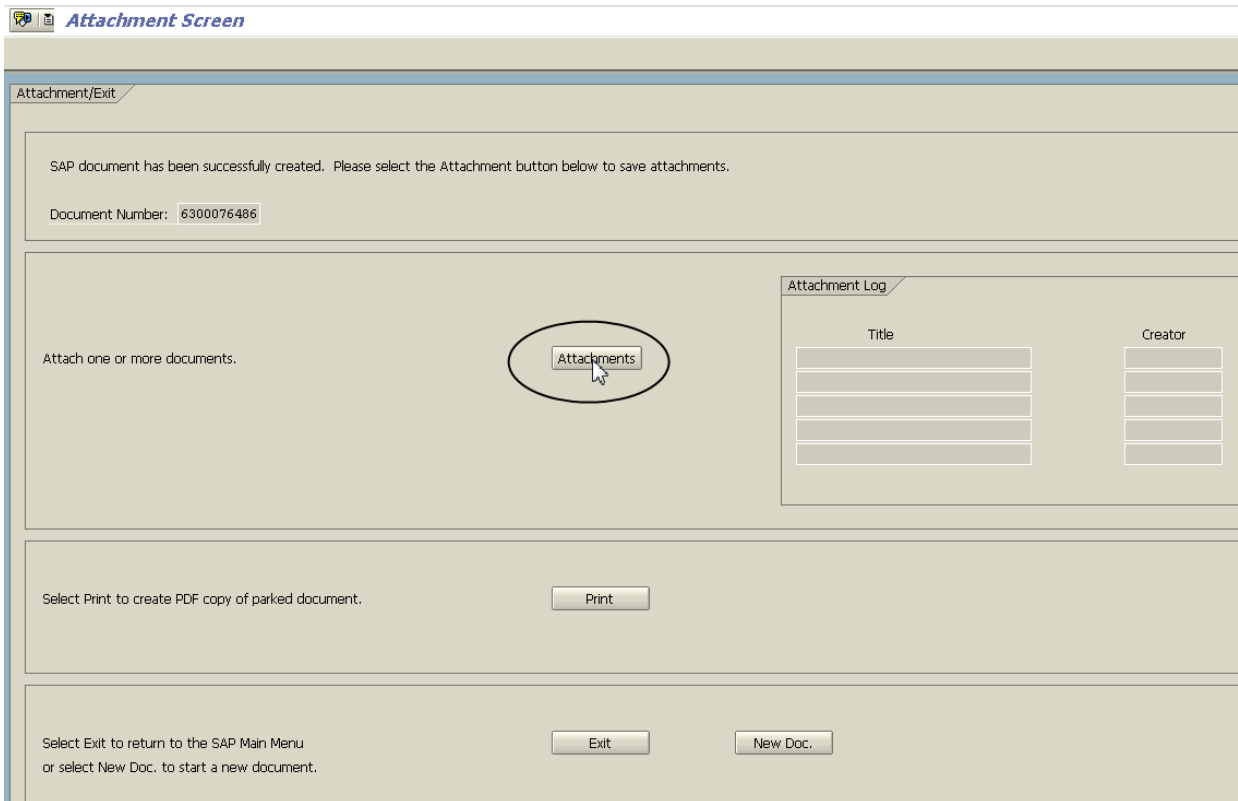 Attachment Screen
Attachment/Exit
SAP document has been successfully created. Please select the Attachment button below to save attachments.
Document Number: 6300076486
Attachment Log
Title Creator
Attach one or more documents. Attachments
Select Print to create PDF copy of parked document. Print
Select Exit to return to the SAP Main Menu Exit New Doc.
or select New Doc. to start a new document.